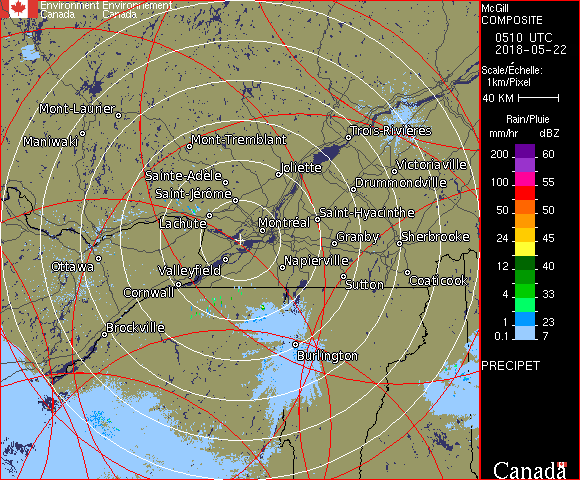 Environment Environnement
Canada Canada
McGill
COMPOSITE
0510 UTC
2018-05-22
Scale/Échelle:
1km/Pixel
40 KM
Rain/Pluie
mm/hr dBZ
200 60
100 55
50 50
24 45
12 40
4 33
1 23
0.1 7
PRECIPET
Canada
Mont-Laurier
Maniwaki
Mont-Tremblant
Trois-Rivières
Joliette
Victoriaville
Sainte-Adèle
Drummondville
Saint-Jérôme
Lachute
Saint-Hyacinthe
Montréal
Granby
Sherbrooke
Ottawa
Valleyfield
Napierville
Cornwall
Sutton
Coaticook
Brockville
Burlington